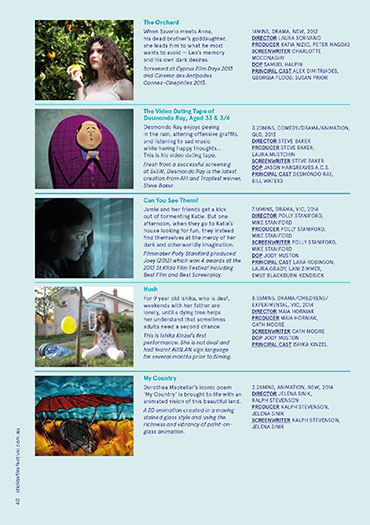 The Orchard
When Saverio meets Anna,
his dead brother's goddaughter,
she leads him to what he most
wants to avoid – Leo's memory
and his own dark desires.
Screened at Cyprus Film Days 2013
and Cinema des Antipodes
Cannes-Cinephiles 2013.
14MINS, DRAMA, NSW, 2012
DIRECTOR LAURA SCRIVANO
PRODUCER KATIA NIZIC, PETER MAGDAS
SCREENWRITER CHARLOTTE
MCCONAGHY
DOP SAMUEL HALPIN
PRINCIPAL CAST ALEX DIMITRIADES,
GEORGIA FLOOD, SUSAN PRIOR
The Video Dating Tape of
Desmondo Ray, Aged 33 & 3/4
Desmondo Ray enjoys peeing
in the rain, altering offensive graffiti,
and listening to sad music
while having happy thoughts...
This is his video dating tape.
Fresh from a successful screening
at SxSW, Desmondo Ray is the latest
creation from AFI and Tropfest winner,
Steve Baker.
3.20MINS, COMEDY/DRAMA/ANIMATION,
QLD, 2013
DIRECTOR STEVE BAKER
PRODUCER STEVE BAKER,
LAURA MUSTCHIN
SCREENWRITER STEVE BAKER
DOP JASON HARGREAVES A.C.S.
PRINCIPAL CAST DESMONDO RAY,
BILL WATERS
Can You See Them?
Jamie and her friends get a kick
out of tormenting Katie. But one
afternoon, when they go to Katie's
house looking for fun, they instead
find themselves at the mercy of her
dark and otherworldly imagination.
Filmmaker Polly Staniford produced
Joey (2012) which won 4 awards at the
2013 St Kilda Film Festival including
Best Film and Best Screenplay.
7.16MINS, DRAMA, VIC, 2014
DIRECTOR POLLY STANIFORD,
MIKE STANIFORD
PRODUCER POLLY STANIFORD,
MIKE STANIFORD
SCREENWRITER POLLY STANIFORD,
MIKE STANIFORD
DOP JODY MUSTON
PRINCIPAL CAST LARA ROBINSON,
LAURA GRADY, LANI ZIMMER,
EMILY BLACKBURN-KENDRICK
Hush
For 9 year old Ishika, who is deaf,
weekends with her father are
lonely, until a dying tree helps
her understand that sometimes
adults need a second chance.
This is Ishika Kinzel's first
performance. She is not deaf and
had learnt AUSLAN sign language
for several months prior to filming.
8.55MINS, DRAMA/CHILDRENS/
EXPERIMENTAL, VIC, 2014
DIRECTOR MAIA HORNIAK
PRODUCER MAIA HORNIAK,
CATH MOORE
SCREENWRITER CATH MOORE
DOP JODY MUSTON
PRINCIPAL CAST ISHIKA KINZEL
My Country
Dorothea Mackellar's iconic poem
'My Country' is brought to life with an
animated vision of this beautiful land.
A 2D animation created in a moving
stained glass style and using the
richness and vibrancy of paint-on-
glass animation.
2.26MINS, ANIMATION, NSW, 2014
DIRECTOR JELENA SINIK,
RALPH STEVENSON
PRODUCER RALPH STEVENSON,
JELENA SINIK
SCREENWRITER RALPH STEVENSON,
JELENA SINIK
40 stkildafilmfestival.com.au